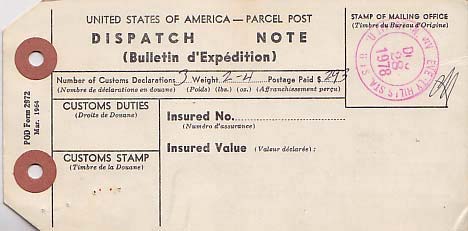 UNITED STATES OF AMERICA — PARCEL POST
DISPATCH NOTE
(Bulletin d'Expédition)
STAMP OF MAILING OFFICE
(Timbre du Bureau d'Origine)
DEC
28
1978
Number of Customs Declarations 3 Weight 2-4 Postage Paid $ 293
(Nombre de déclarations en douane) (Poids) (lbs.) (oz.) (Affranchissement perçu)
POD Form 2972
Mar. 1964
CUSTOMS DUTIES
(Droits de Douane)
Insured No.
(Numéro d'assurance)
CUSTOMS STAMP
(Timbre de la Douane)
Insured Value (Valeur déclarée):